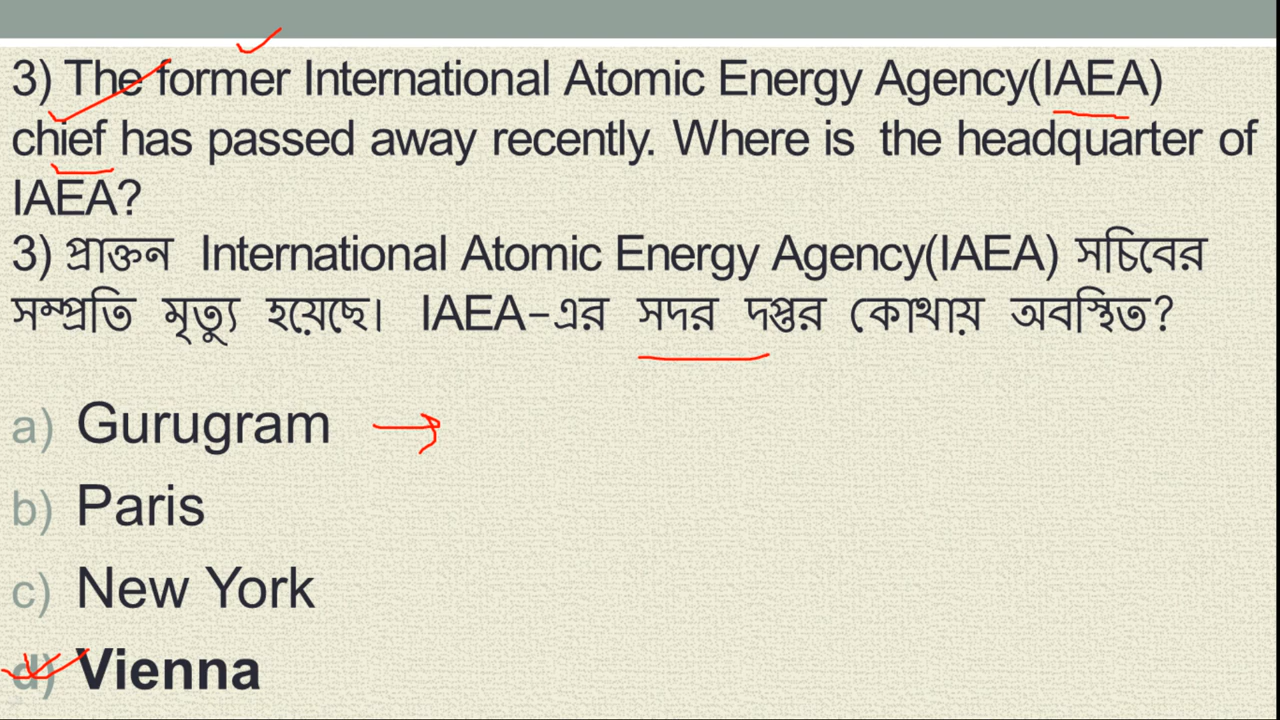 3) The former International Atomic Energy Agency(IAEA)
chief has passed away recently. Where is the headquarter of
IAEA?
3) প্রাক্তন International Atomic Energy Agency(IAEA) সচিবের
সম্প্রতি মৃত্যু হয়েছে। IAEA-এর সদর দপ্তর কোথায় অবস্থিত?
a) Gurugram
b) Paris
c) New York
d) Vienna